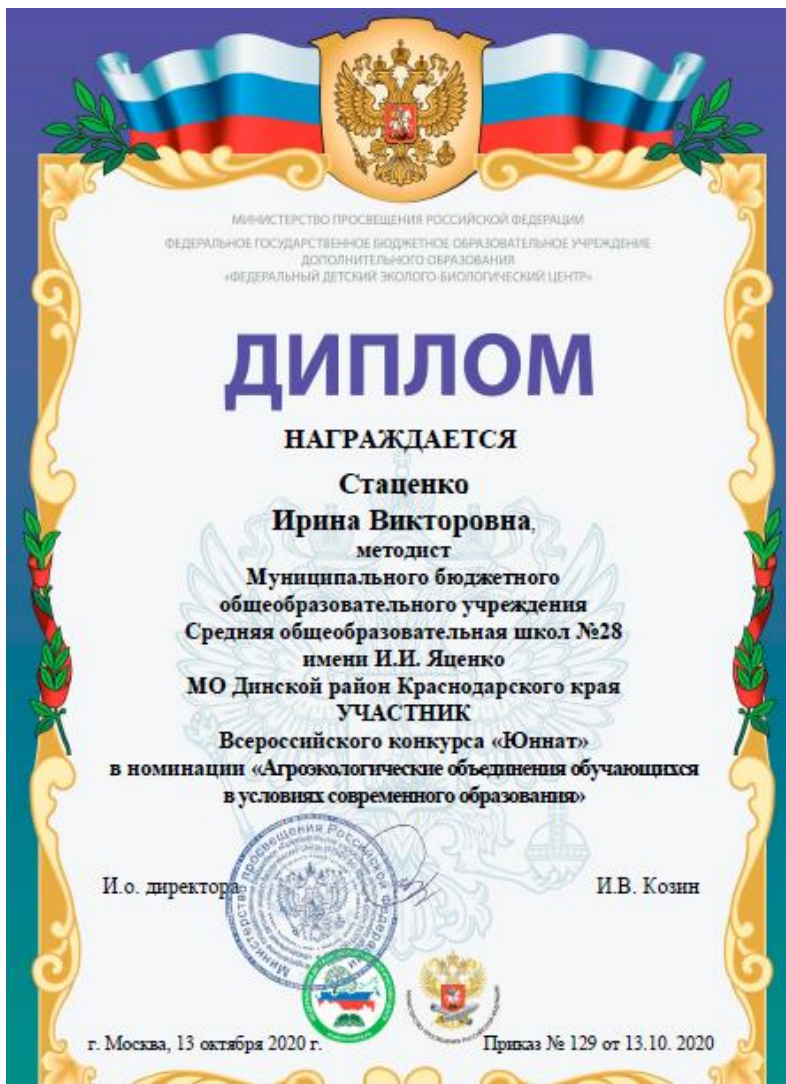 МИНИСТЕРСТВО ПРОСВЕЩЕНИЯ РОССИЙСКОЙ ФЕДЕРАЦИИ
ФЕДЕРАЛЬНОЕ ГОСУДАРСТВЕННОЕ БЮДЖЕТНОЕ ОБРАЗОВАТЕЛЬНОЕ УЧРЕЖДЕНИЕ
ДОПОЛНИТЕЛЬНОГО ОБРАЗОВАНИЯ
«ФЕДЕРАЛЬНЫЙ ДЕТСКИЙ ЭКОЛОГО-БИОЛОГИЧЕСКИЙ ЦЕНТР»
ДИПЛОМ
НАГРАЖДАЕТСЯ
Стаценко
Ирина Викторовна,
методист
Муниципального бюджетного
общеобразовательного учреждения
Средняя общеобразовательная школ №28
имени И.И. Яценко
МО Динской район Краснодарского края
УЧАСТНИК
Всероссийского конкурса «Юннат»
в номинации «Агроэкологические объединения обучающихся
в условиях современного образования»
Министерство просвещения Российской
И.о. директора
И.В. Козин
г. Москва, 13 октября 2020 г.
Приказ № 129 от 13.10. 2020